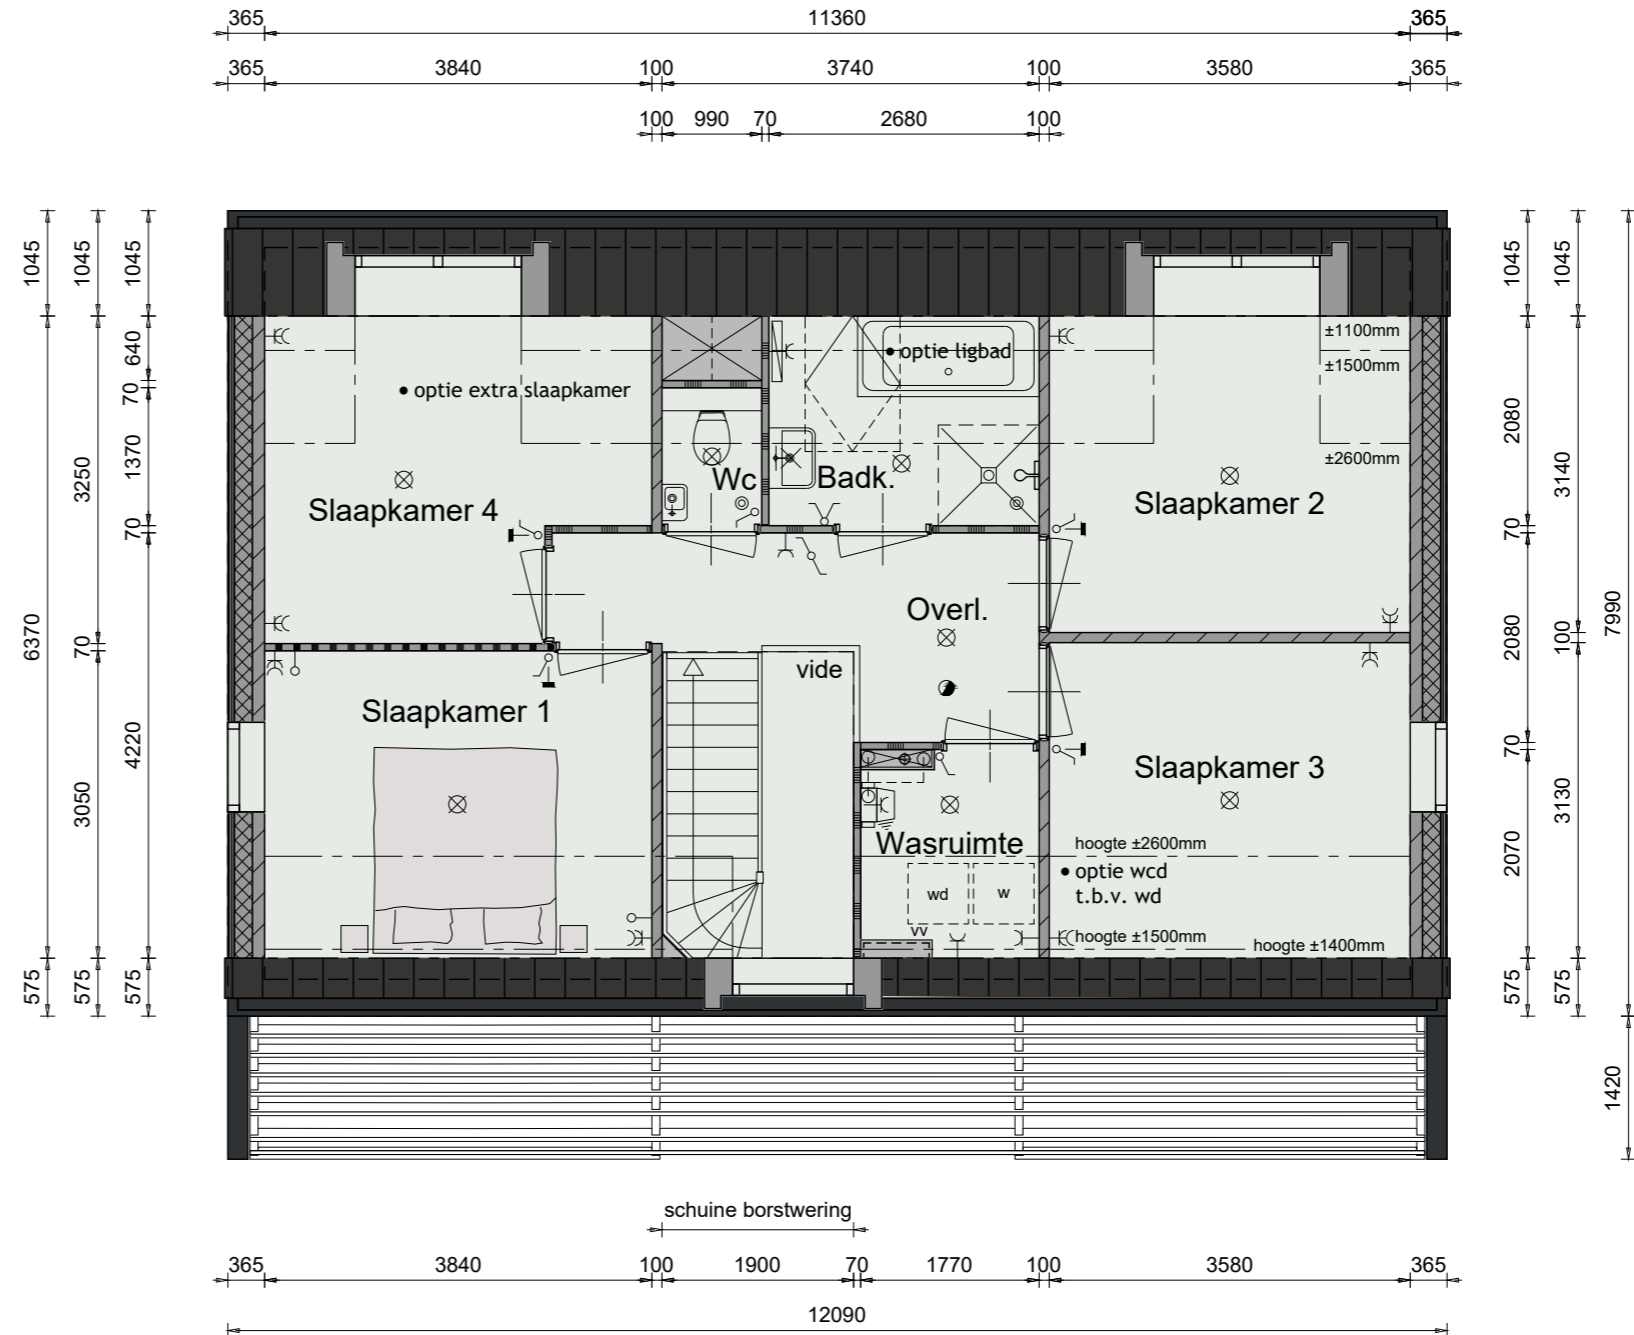 365 11360 365
365 3840 100 3740 100 3580 365
100 990 70 2680 100
1045 1045 1045 1045 1045
6370 3250 70 3050
640 70 1370 70 4220
575 575 575
2080 70 2080 70 2070
3140 100 3130
7990
575 575
1420
±1100mm
optie ligbad
±1500mm
optie extra slaapkamer
±2600mm
Wc
Badk.
Slaapkamer 4
Slaapkamer 2
Overl.
vide
Slaapkamer 1
Slaapkamer 3
Wasruimte
hoogte ±2600mm
optie wcd
t.b.v. wd
wd w
vv
hoogte ±1500mm
hoogte ±1400mm
schuine borstwering
365 3840 100 1900 70 1770 100 3580 365
12090